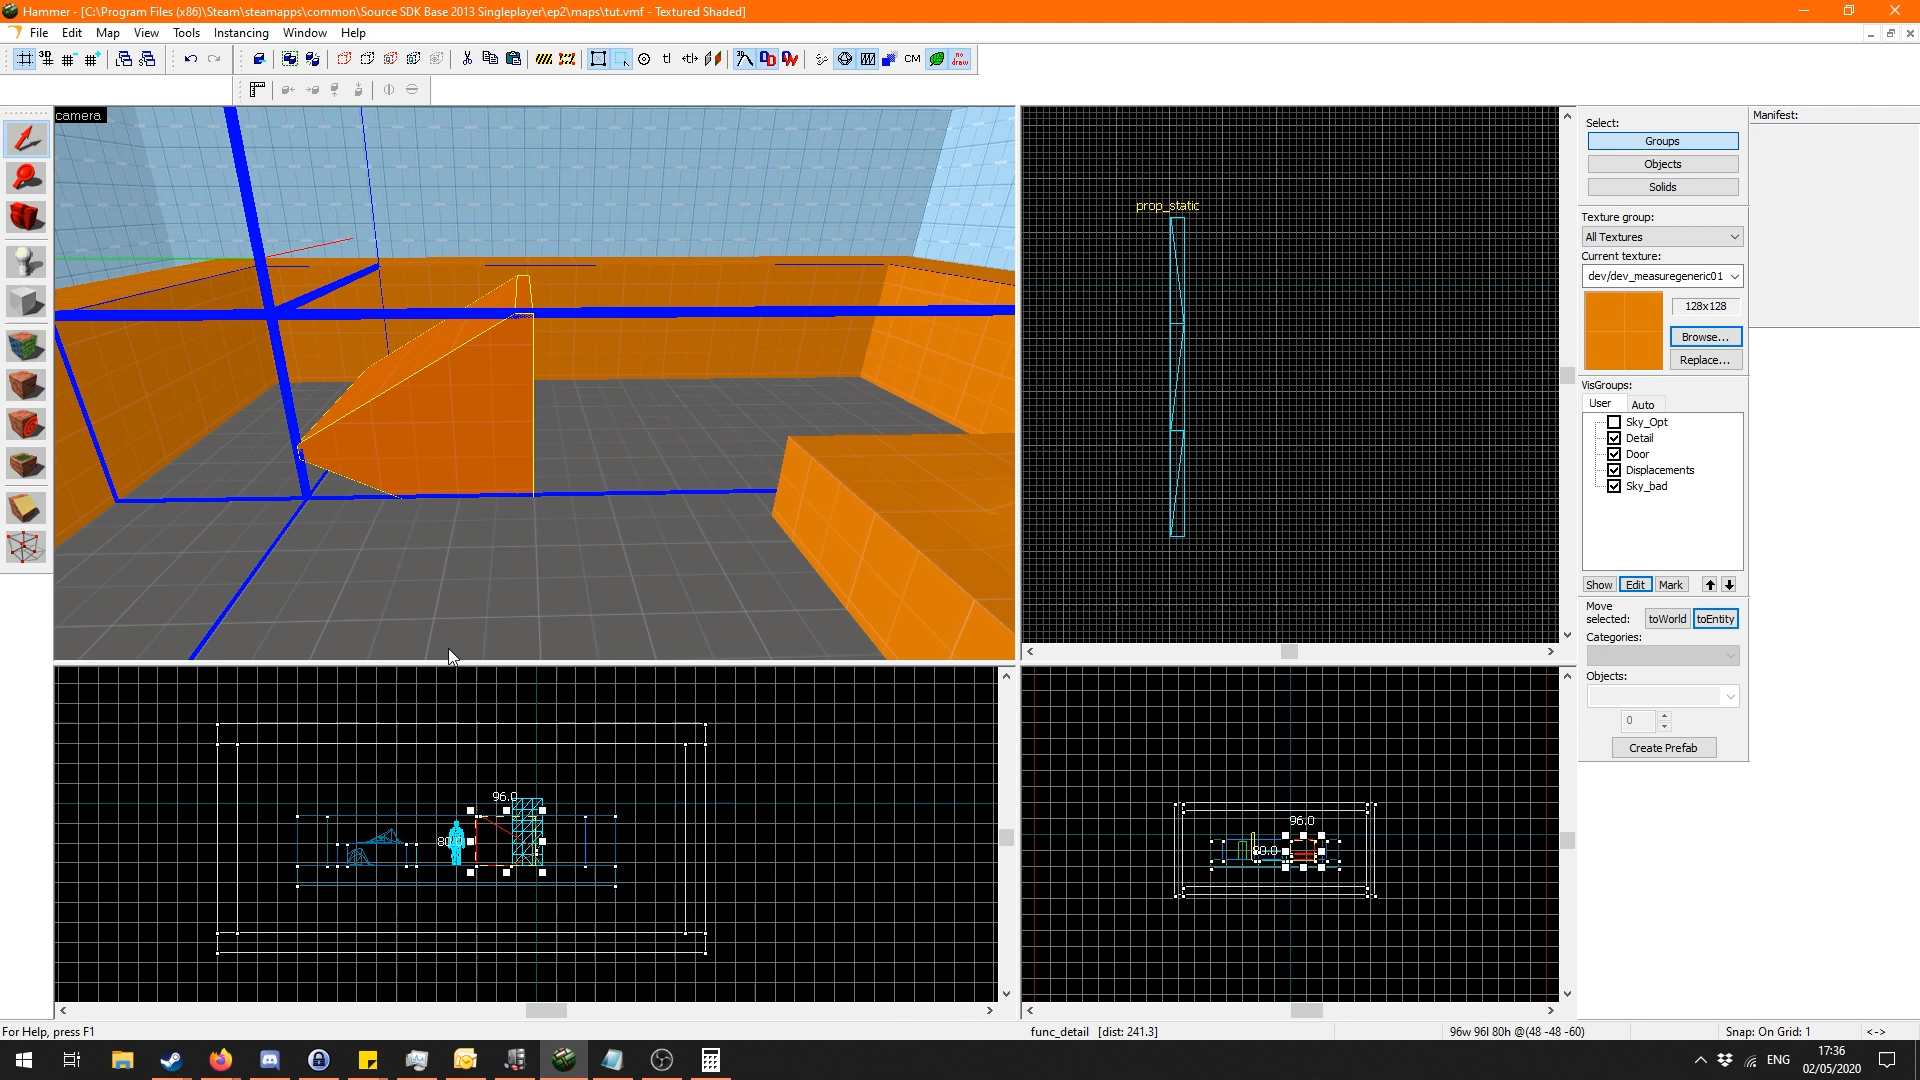 Hammer - [C:\Program Files (x86)\Steam\steamapps\common\Source SDK Base 2013 Singleplayer\ep2\maps\tut.vmf - Textured Shaded]
File Edit Map View Tools Instancing Window Help
3D
tl
CM
no draw
camera
prop_static
Select:
Groups
Objects
Solids
Texture group:
All Textures
Current texture:
dev/dev_measuregeneric01
128x128
Browse...
Replace...
VisGroups:
User Auto
Sky_Opt
Detail
Door
Displacements
Sky_bad
Show Edit Mark
Move selected: toWorld toEntity
Categories:
Objects:
0
Create Prefab
Manifest:
96.0
96.0
For Help, press F1
func_detail [dist: 241.3]
96w 96l 80h @(48 -48 -60)
Snap: On Grid: 1
<->
ENG
17:36
02/05/2020